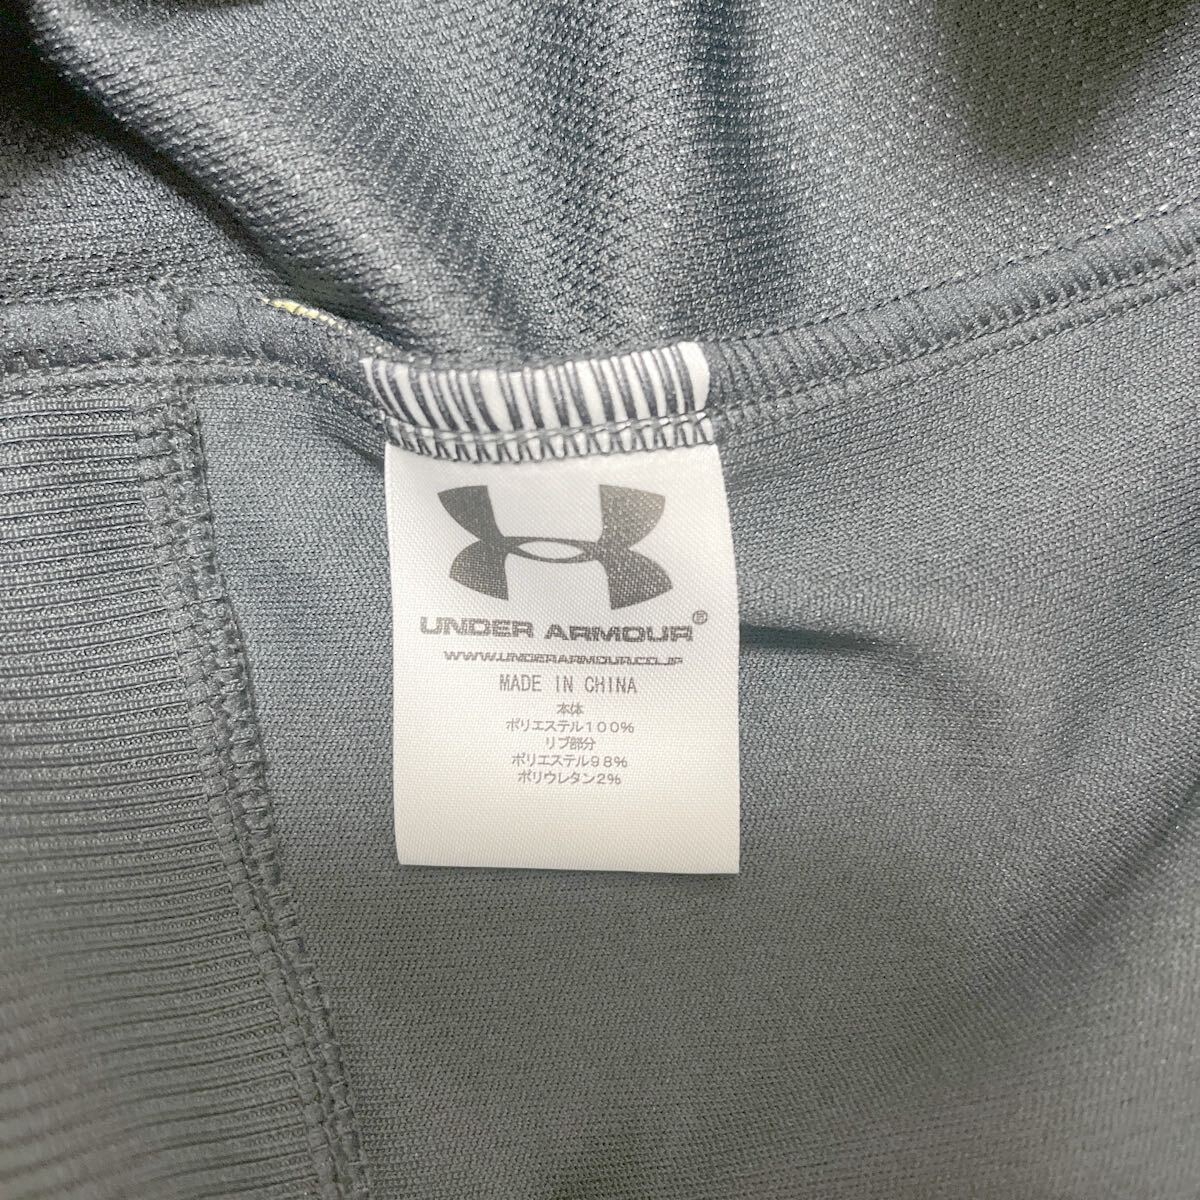 UNDER ARMOUR®
WWW.UNDERARMOUR.CO.JP
MADE IN CHINA
本体
ポリエステル100%
リブ部分
ポリエステル98%
ポリウレタン2%